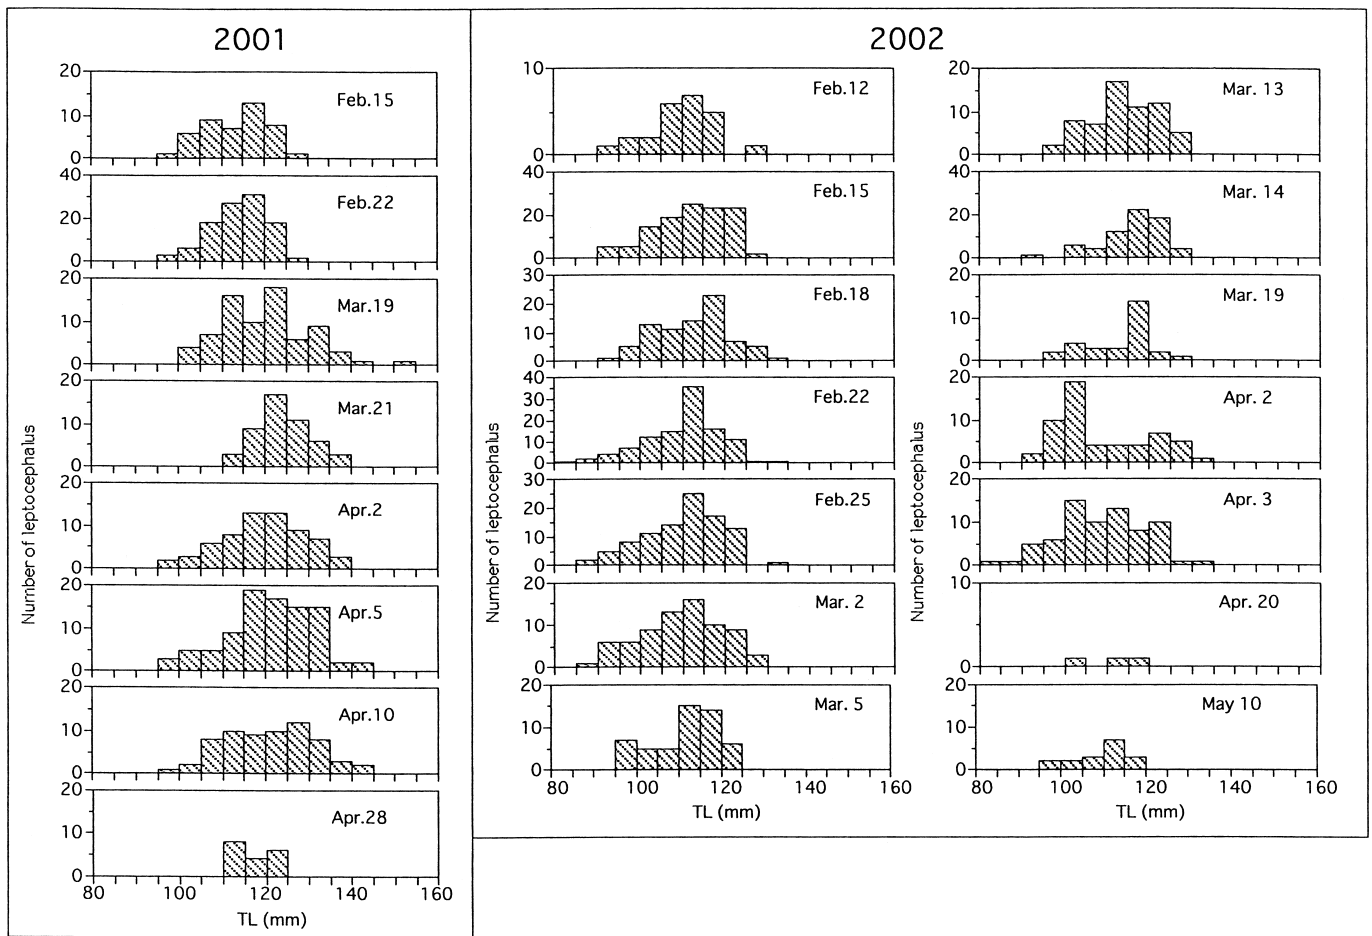 2001
20
10
0
Feb.15
40
20
0
Feb.22
20
10
0
Mar.19
20
10
0
Mar.21
20
10
0
Apr.2
20
10
0
Apr.5
20
10
0
Apr.10
20
10
0
Apr.28
80 100 120 140 160
TL (mm)
Number of leptocephalus
2002
10
5
0
Feb.12
40
20
0
Feb.15
30
20
10
0
Feb.18
40
30
20
10
0
Feb.22
30
20
10
0
Feb.25
20
10
0
Mar. 2
20
10
0
Mar. 5
80 100 120 140 160
TL (mm)
Number of leptocephalus
20
10
0
Mar. 13
40
20
0
Mar. 14
20
10
0
Mar. 19
20
10
0
Apr. 2
20
10
0
Apr. 3
10
0
Apr. 20
20
10
0
May 10
80 100 120 140 160
TL (mm)
Number of leptocephalus